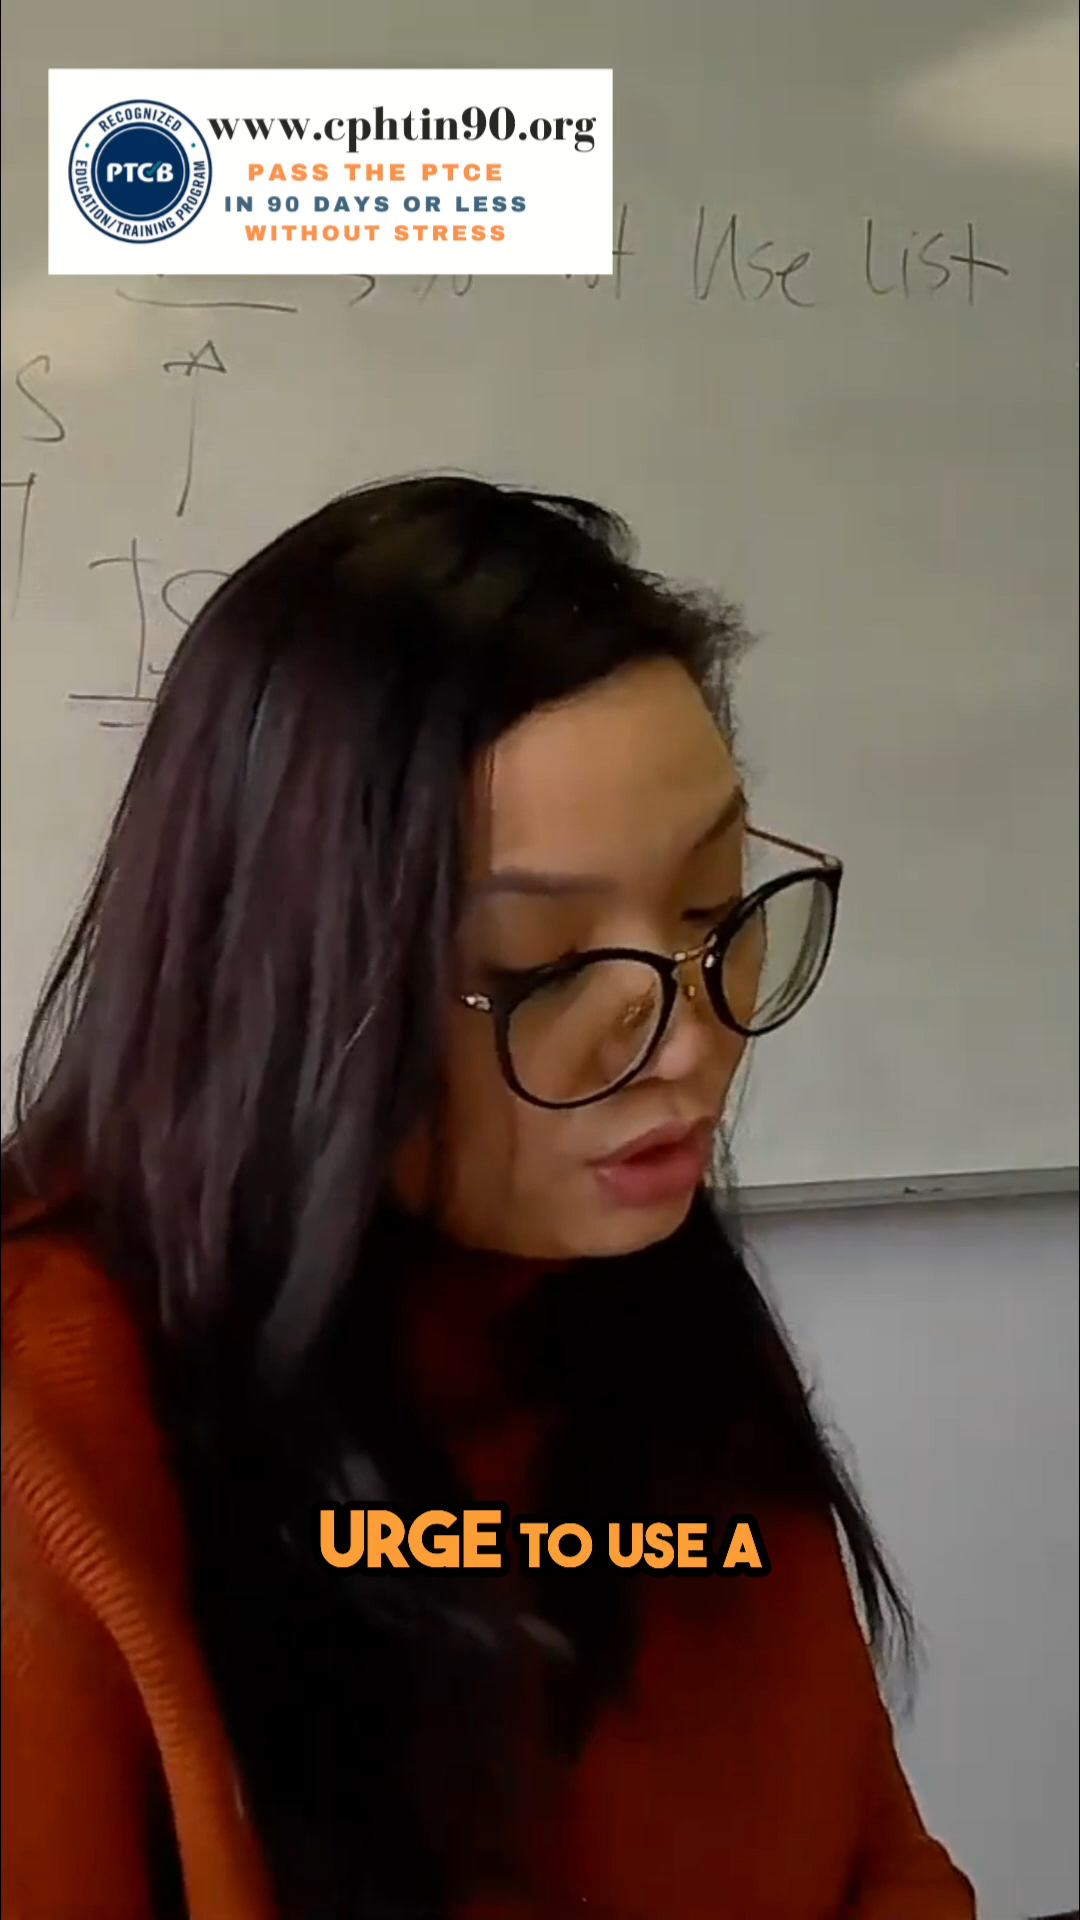 RECOGNIZED
PTCB
EDUCATION/TRAINING PROGRAM
www.cphtin90.org
PASS THE PTCE
IN 90 DAYS OR LESS
WITHOUT STRESS
Use List
S
URGE TO USE A